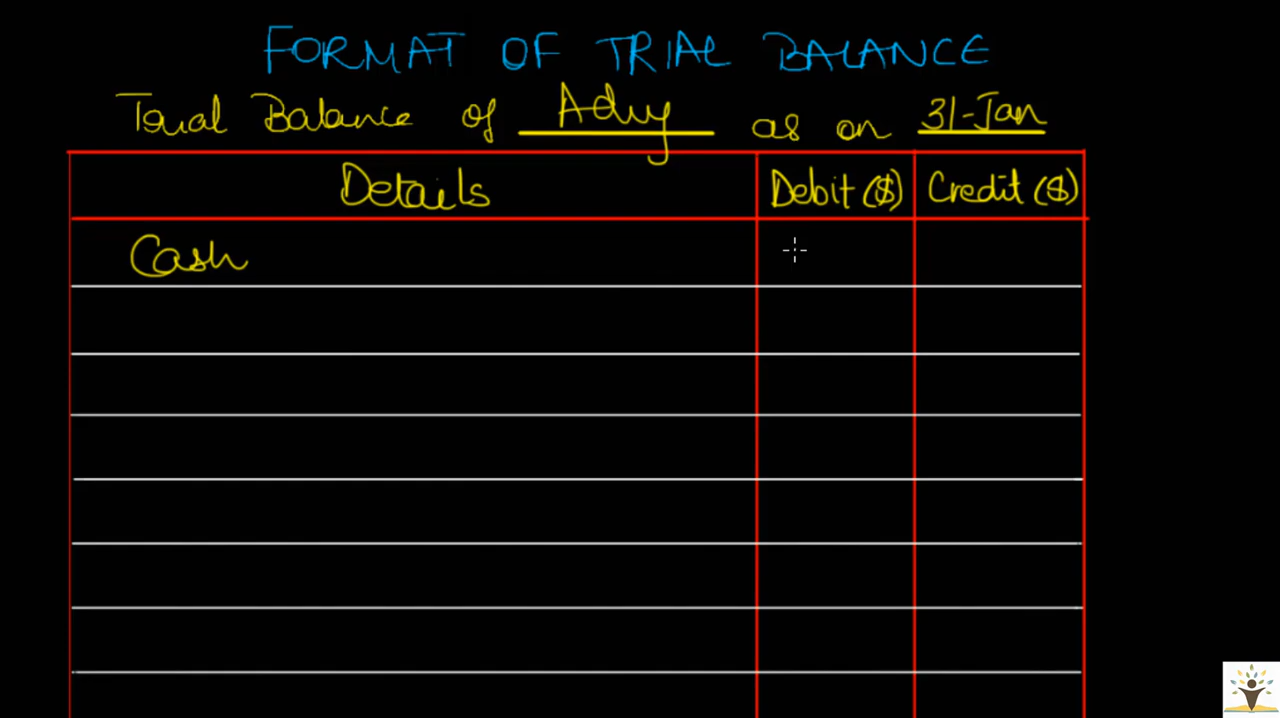 FORMAT OF TRIAL BALANCE
Trial Balance of Adny as on 31-Jan
Details Debit ($) Credit ($)
Cash